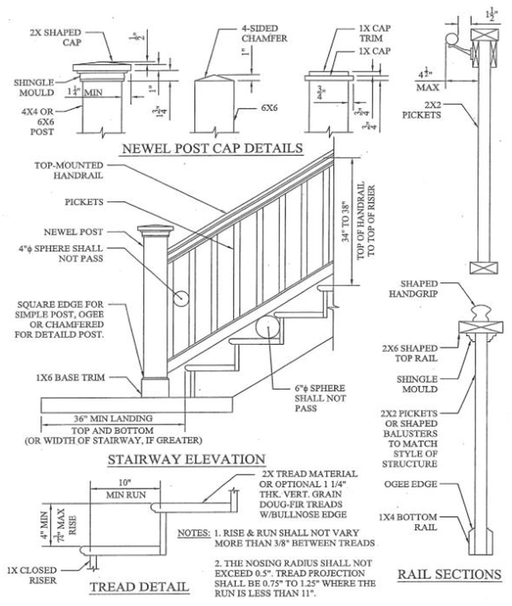 2X SHAPED
CAP
SHINGLE
MOULD
1¼" MIN
4X4 OR
6X6
POST
½"
1"
4-SIDED
CHAMFER
1"
6X6
1X CAP
TRIM
1X CAP
¾"
NEWEL POST CAP DETAILS
1½"
4½"
MAX
2X2
PICKETS
TOP-MOUNTED
HANDRAIL
PICKETS
NEWEL POST
4"ϕ SPHERE SHALL
NOT PASS
SQUARE EDGE FOR
SIMPLE POST, OGEE
OR CHAMFERED
FOR DETAILD POST.
1X6 BASE TRIM
34" TO 38"
TOP OF HANDRAIL
TO TOP OF RISER
6"ϕ SPHERE
SHALL NOT
PASS
36" MIN LANDING
TOP AND BOTTOM
(OR WIDTH OF STAIRWAY, IF GREATER)
STAIRWAY ELEVATION
SHAPED
HANDGRIP
2X6 SHAPED
TOP RAIL
SHINGLE
MOULD
2X2 PICKETS
OR SHAPED
BALUSTERS
TO MATCH
STYLE OF
STRUCTURE
OGEE EDGE
1X4 BOTTOM
RAIL
RAIL SECTIONS
10"
MIN RUN
4" MIN
MAX
RISE
1X CLOSED
RISER
TREAD DETAIL
2X TREAD MATERIAL
OR OPTIONAL 1 1/4"
THK. VERT. GRAIN
DOUG-FIR TREADS
W/BULLNOSE EDGE
NOTES: 1. RISE & RUN SHALL NOT VARY
MORE THAN 3/8" BETWEEN TREADS
2. THE NOSING RADIUS SHALL NOT
EXCEED 0.5". TREAD PROJECTION
SHALL BE 0.75" TO 1.25" WHERE THE
RUN IS LESS THAN 11".